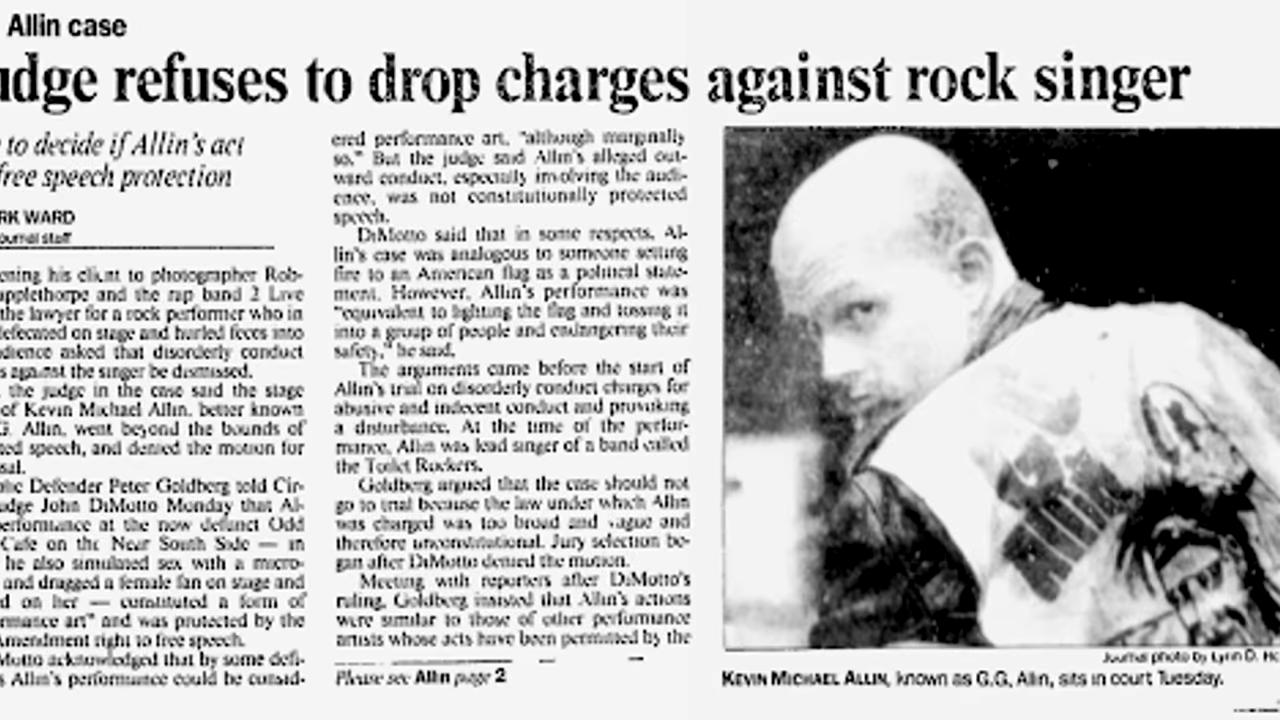 Allin case
udge refuses to drop charges against rock singer
to decide if Allin's act
free speech protection
RK WARD
ournal staff
ening his client to photographer Rob-
applethorpe and the rap band 2 Live
the lawyer for a rock performer who in
defecated on stage and hurled feces into
dience asked that disorderly conduct
s against the singer be dismissed.
the judge in the case said the stage
of Kevin Michael Allin, better known
G. Allin, went beyond the bounds of
ted speech, and denied the motion for
sal.
lic Defender Peter Goldberg told Cir-
udge John DiMotto Monday that Al-
performance at the now defunct Odd
Cafe on the Near South Side — in
he also simulated sex with a micro-
and dragged a female fan on stage and
d on her — constituted a form of
rmance art" and was protected by the
Amendment right to free speech.
Motto acknowledged that by some defi-
s Allin's performance could be consid-
ered performance art, "although marginally
so." But the judge said Allin's alleged out-
ward conduct, especially involving the audi-
ence, was not constitutionally protected
speech.
DiMotto said that in some respects, Al-
lin's case was analogous to someone setting
fire to an American flag as a political state-
ment. However, Allin's performance was
"equivalent to lighting the flag and tossing it
into a group of people and endangering their
safety," he said.
The arguments came before the start of
Allin's trial on disorderly conduct charges for
abusive and indecent conduct and provoking
a disturbance. At the time of the perfor-
mance, Allin was lead singer of a band called
the Toilet Rockers.
Goldberg argued that the case should not
go to trial because the law under which Allin
was charged was too broad and vague and
therefore unconstitutional. Jury selection be-
gan after DiMotto denied the motion.
Meeting with reporters after DiMotto's
ruling, Goldberg insisted that Allin's actions
were similar to those of other performance
artists whose acts have been permitted by the
Please see Allin page 2
Journal photo by Lynn D. Ho
KEVIN MICHAEL ALLIN, known as G.G. Allin, sits in court Tuesday.